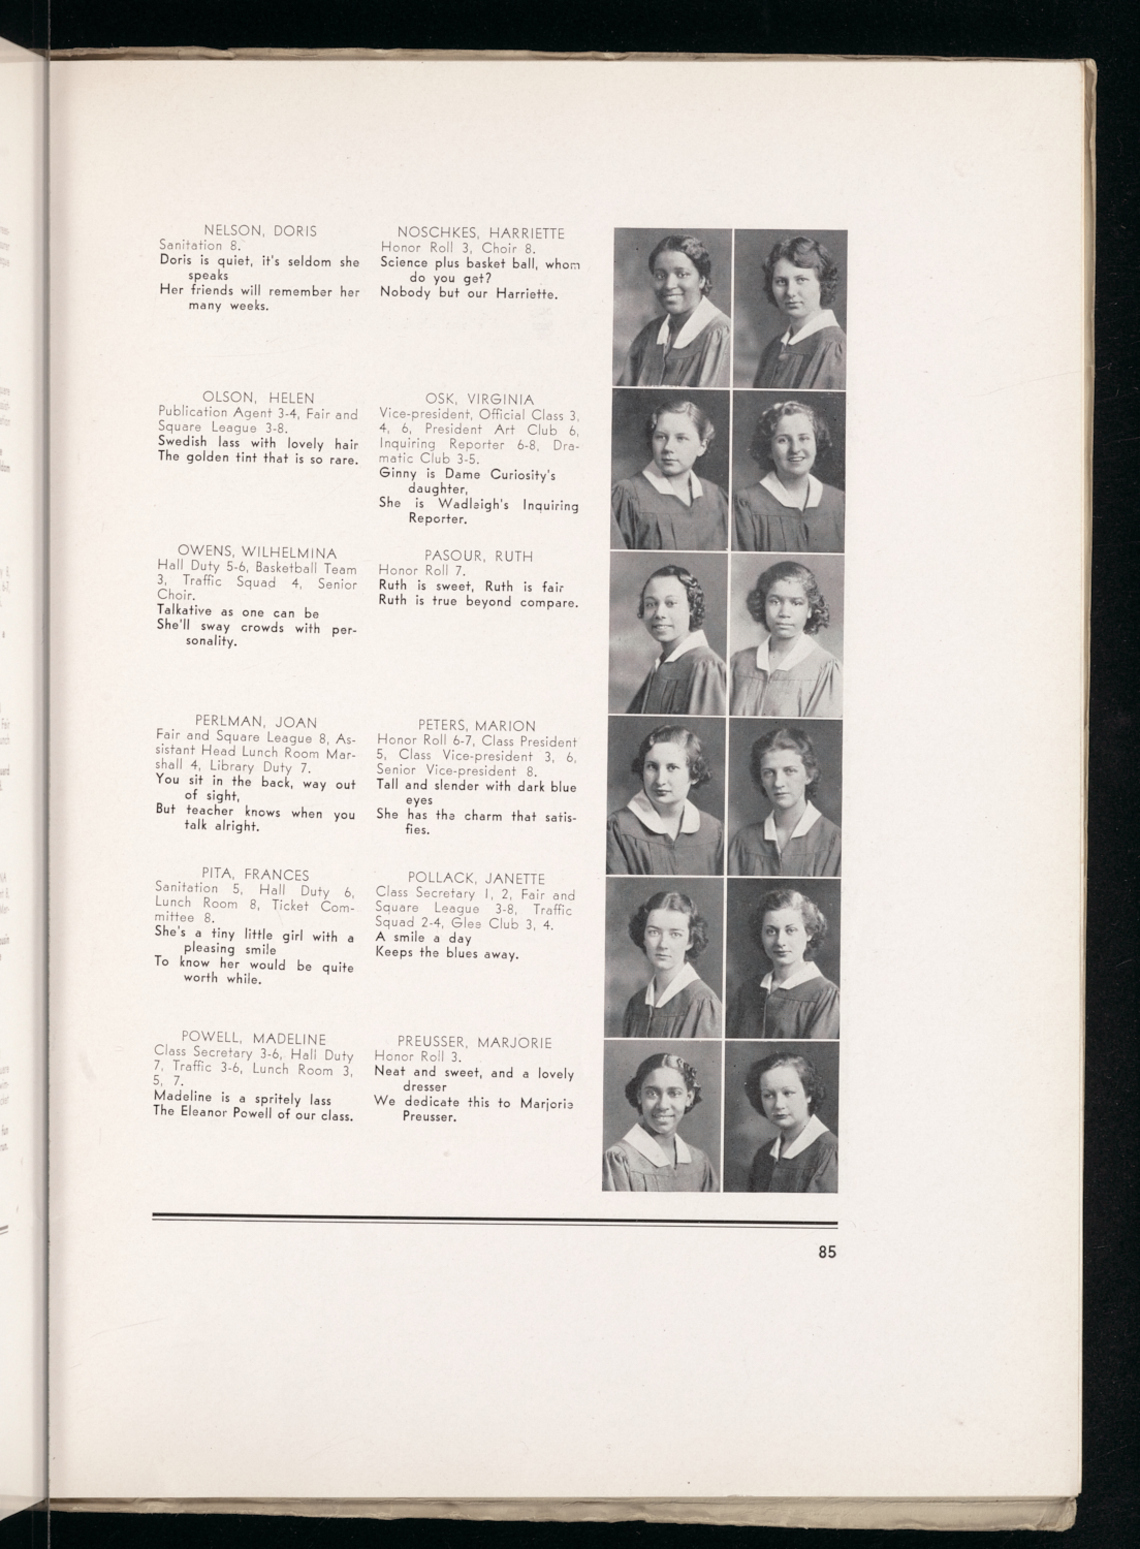 NELSON, DORIS
Sanitation 8.
Doris is quiet, it's seldom she
speaks
Her friends will remember her
many weeks.
NOSCHKES, HARRIETTE
Honor Roll 3, Choir 8.
Science plus basket ball, whom
do you get?
Nobody but our Harriette.
OLSON, HELEN
Publication Agent 3-4, Fair and
Square League 3-8.
Swedish lass with lovely hair
The golden tint that is so rare.
OSK, VIRGINIA
Vice-president, Official Class 3,
4, 6, President Art Club 6,
Inquiring Reporter 6-8, Dra-
matic Club 3-5.
Ginny is Dame Curiosity's
daughter,
She is Wadleigh's Inquiring
Reporter.
OWENS, WILHELMINA
Hall Duty 5-6, Basketball Team
3, Traffic Squad 4, Senior
Choir.
Talkative as one can be
She'll sway crowds with per-
sonality.
PASOUR, RUTH
Honor Roll 7.
Ruth is sweet, Ruth is fair
Ruth is true beyond compare.
PERLMAN, JOAN
Fair and Square League 8, As-
sistant Head Lunch Room Mar-
shall 4, Library Duty 7.
You sit in the back, way out
of sight,
But teacher knows when you
talk alright.
PETERS, MARION
Honor Roll 6-7, Class President
5, Class Vice-president 3, 6,
Senior Vice-president 8.
Tall and slender with dark blue
eyes
She has the charm that satis-
fies.
PITA, FRANCES
Sanitation 5, Hall Duty 6,
Lunch Room 8, Ticket Com-
mittee 8.
She's a tiny little girl with a
pleasing smile
To know her would be quite
worth while.
POLLACK, JANETTE
Class Secretary 1, 2, Fair and
Square League 3-8, Traffic
Squad 2-4, Glee Club 3, 4.
A smile a day
Keeps the blues away.
POWELL, MADELINE
Class Secretary 3-6, Hall Duty
7, Traffic 3-6, Lunch Room 3,
5, 7.
Madeline is a spritely lass
The Eleanor Powell of our class.
PREUSSER, MARJORIE
Honor Roll 3.
Neat and sweet, and a lovely
dresser
We dedicate this to Marjorie
Preusser.
85